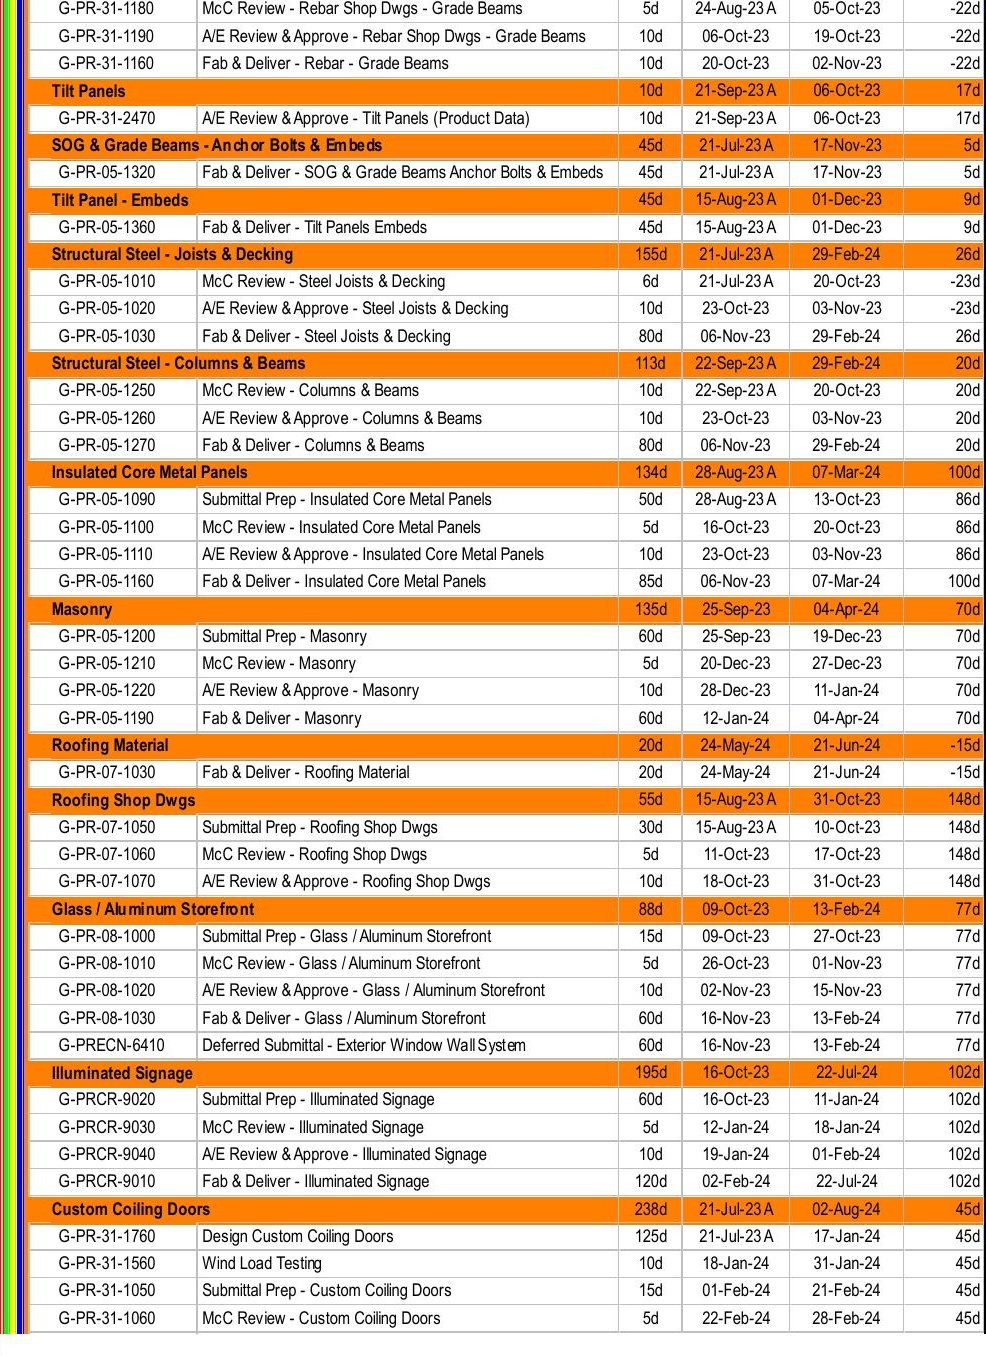 G-PR-31-1180 McC Review - Rebar Shop Dwgs - Grade Beams 5d 24-Aug-23 A 05-Oct-23 -22d
G-PR-31-1190 A/E Review & Approve - Rebar Shop Dwgs - Grade Beams 10d 06-Oct-23 19-Oct-23 -22d
G-PR-31-1160 Fab & Deliver - Rebar - Grade Beams 10d 20-Oct-23 02-Nov-23 -22d
Tilt Panels 10d 21-Sep-23 A 06-Oct-23 17d
G-PR-31-2470 A/E Review & Approve - Tilt Panels (Product Data) 10d 21-Sep-23 A 06-Oct-23 17d
SOG & Grade Beams - Anchor Bolts & Embeds 45d 21-Jul-23 A 17-Nov-23 5d
G-PR-05-1320 Fab & Deliver - SOG & Grade Beams Anchor Bolts & Embeds 45d 21-Jul-23 A 17-Nov-23 5d
Tilt Panel - Embeds 45d 15-Aug-23 A 01-Dec-23 9d
G-PR-05-1360 Fab & Deliver - Tilt Panels Embeds 45d 15-Aug-23 A 01-Dec-23 9d
Structural Steel - Joists & Decking 155d 21-Jul-23 A 29-Feb-24 26d
G-PR-05-1010 McC Review - Steel Joists & Decking 6d 21-Jul-23 A 20-Oct-23 -23d
G-PR-05-1020 A/E Review & Approve - Steel Joists & Decking 10d 23-Oct-23 03-Nov-23 -23d
G-PR-05-1030 Fab & Deliver - Steel Joists & Decking 80d 06-Nov-23 29-Feb-24 26d
Structural Steel - Columns & Beams 113d 22-Sep-23 A 29-Feb-24 20d
G-PR-05-1250 McC Review - Columns & Beams 10d 22-Sep-23 A 20-Oct-23 20d
G-PR-05-1260 A/E Review & Approve - Columns & Beams 10d 23-Oct-23 03-Nov-23 20d
G-PR-05-1270 Fab & Deliver - Columns & Beams 80d 06-Nov-23 29-Feb-24 20d
Insulated Core Metal Panels 134d 28-Aug-23 A 07-Mar-24 100d
G-PR-05-1090 Submittal Prep - Insulated Core Metal Panels 50d 28-Aug-23 A 13-Oct-23 86d
G-PR-05-1100 McC Review - Insulated Core Metal Panels 5d 16-Oct-23 20-Oct-23 86d
G-PR-05-1110 A/E Review & Approve - Insulated Core Metal Panels 10d 23-Oct-23 03-Nov-23 86d
G-PR-05-1160 Fab & Deliver - Insulated Core Metal Panels 85d 06-Nov-23 07-Mar-24 100d
Masonry 135d 25-Sep-23 04-Apr-24 70d
G-PR-05-1200 Submittal Prep - Masonry 60d 25-Sep-23 19-Dec-23 70d
G-PR-05-1210 McC Review - Masonry 5d 20-Dec-23 27-Dec-23 70d
G-PR-05-1220 A/E Review & Approve - Masonry 10d 28-Dec-23 11-Jan-24 70d
G-PR-05-1190 Fab & Deliver - Masonry 60d 12-Jan-24 04-Apr-24 70d
Roofing Material 20d 24-May-24 21-Jun-24 -15d
G-PR-07-1030 Fab & Deliver - Roofing Material 20d 24-May-24 21-Jun-24 -15d
Roofing Shop Dwgs 55d 15-Aug-23 A 31-Oct-23 148d
G-PR-07-1050 Submittal Prep - Roofing Shop Dwgs 30d 15-Aug-23 A 10-Oct-23 148d
G-PR-07-1060 McC Review - Roofing Shop Dwgs 5d 11-Oct-23 17-Oct-23 148d
G-PR-07-1070 A/E Review & Approve - Roofing Shop Dwgs 10d 18-Oct-23 31-Oct-23 148d
Glass / Aluminum Storefront 88d 09-Oct-23 13-Feb-24 77d
G-PR-08-1000 Submittal Prep - Glass / Aluminum Storefront 15d 09-Oct-23 27-Oct-23 77d
G-PR-08-1010 McC Review - Glass / Aluminum Storefront 5d 26-Oct-23 01-Nov-23 77d
G-PR-08-1020 A/E Review & Approve - Glass / Aluminum Storefront 10d 02-Nov-23 15-Nov-23 77d
G-PR-08-1030 Fab & Deliver - Glass / Aluminum Storefront 60d 16-Nov-23 13-Feb-24 77d
G-PRECN-6410 Deferred Submittal - Exterior Window Wall System 60d 16-Nov-23 13-Feb-24 77d
Illuminated Signage 195d 16-Oct-23 22-Jul-24 102d
G-PRCR-9020 Submittal Prep - Illuminated Signage 60d 16-Oct-23 11-Jan-24 102d
G-PRCR-9030 McC Review - Illuminated Signage 5d 12-Jan-24 18-Jan-24 102d
G-PRCR-9040 A/E Review & Approve - Illuminated Signage 10d 19-Jan-24 01-Feb-24 102d
G-PRCR-9010 Fab & Deliver - Illuminated Signage 120d 02-Feb-24 22-Jul-24 102d
Custom Coiling Doors 238d 21-Jul-23 A 02-Aug-24 45d
G-PR-31-1760 Design Custom Coiling Doors 125d 21-Jul-23 A 17-Jan-24 45d
G-PR-31-1560 Wind Load Testing 10d 18-Jan-24 31-Jan-24 45d
G-PR-31-1050 Submittal Prep - Custom Coiling Doors 15d 01-Feb-24 21-Feb-24 45d
G-PR-31-1060 McC Review - Custom Coiling Doors 5d 22-Feb-24 28-Feb-24 45d